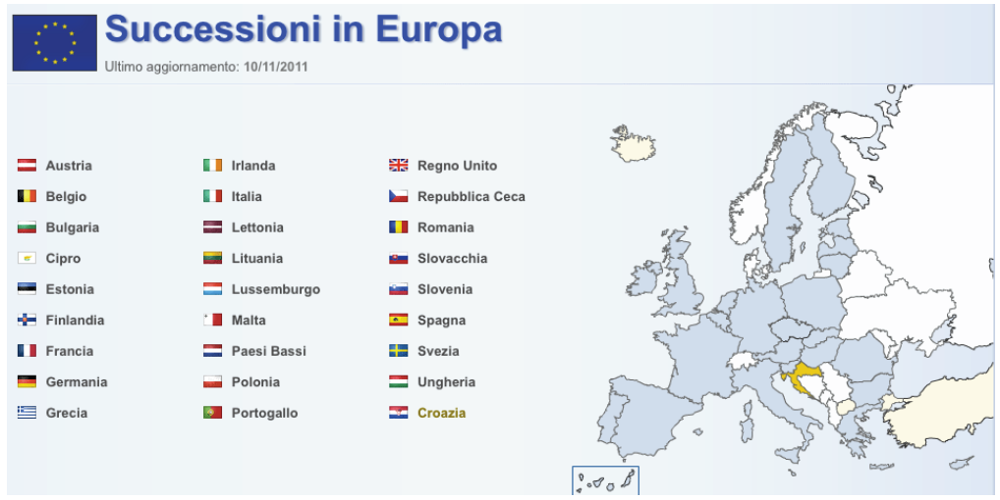 Successioni in Europa
Ultimo aggiornamento: 10/11/2011
Austria
Belgio
Bulgaria
Cipro
Estonia
Finlandia
Francia
Germania
Grecia
Irlanda
Italia
Lettonia
Lituania
Lussemburgo
Malta
Paesi Bassi
Polonia
Portogallo
Regno Unito
Repubblica Ceca
Romania
Slovacchia
Slovenia
Spagna
Svezia
Ungheria
Croazia